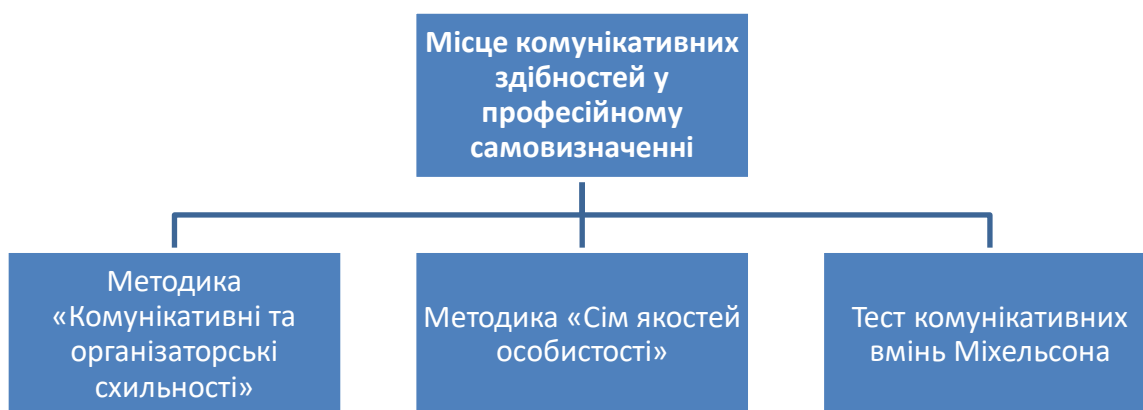 Місце комунікативних
здібностей у
професійному
самовизначенні
Методика
«Комунікативні та
організаторські
схильності»
Методика «Сім якостей
особистості»
Тест комунікативних
вмінь Міхельсона